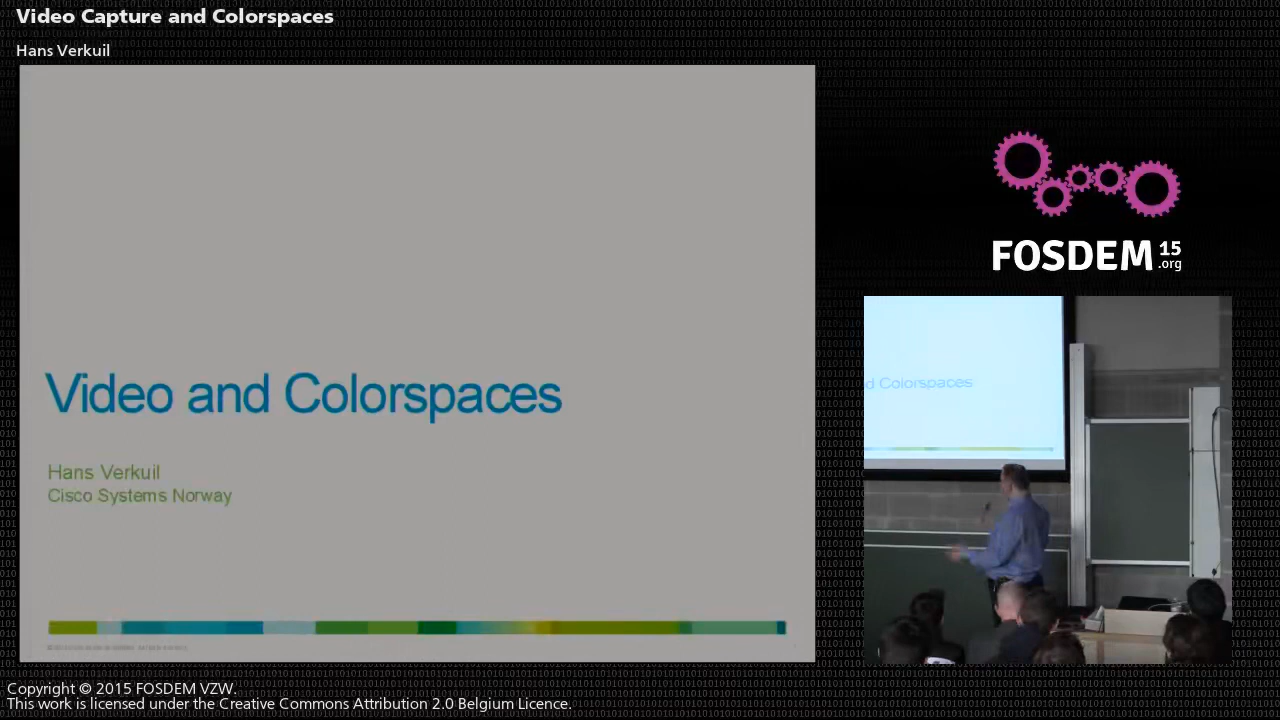 Video Capture and Colorspaces
Hans Verkuil
Video and Colorspaces
Hans Verkuil
Cisco Systems Norway
FOSDEM 15
.org
d Colorspaces
Copyright © 2015 FOSDEM VZW.
This work is licensed under the Creative Commons Attribution 2.0 Belgium Licence.